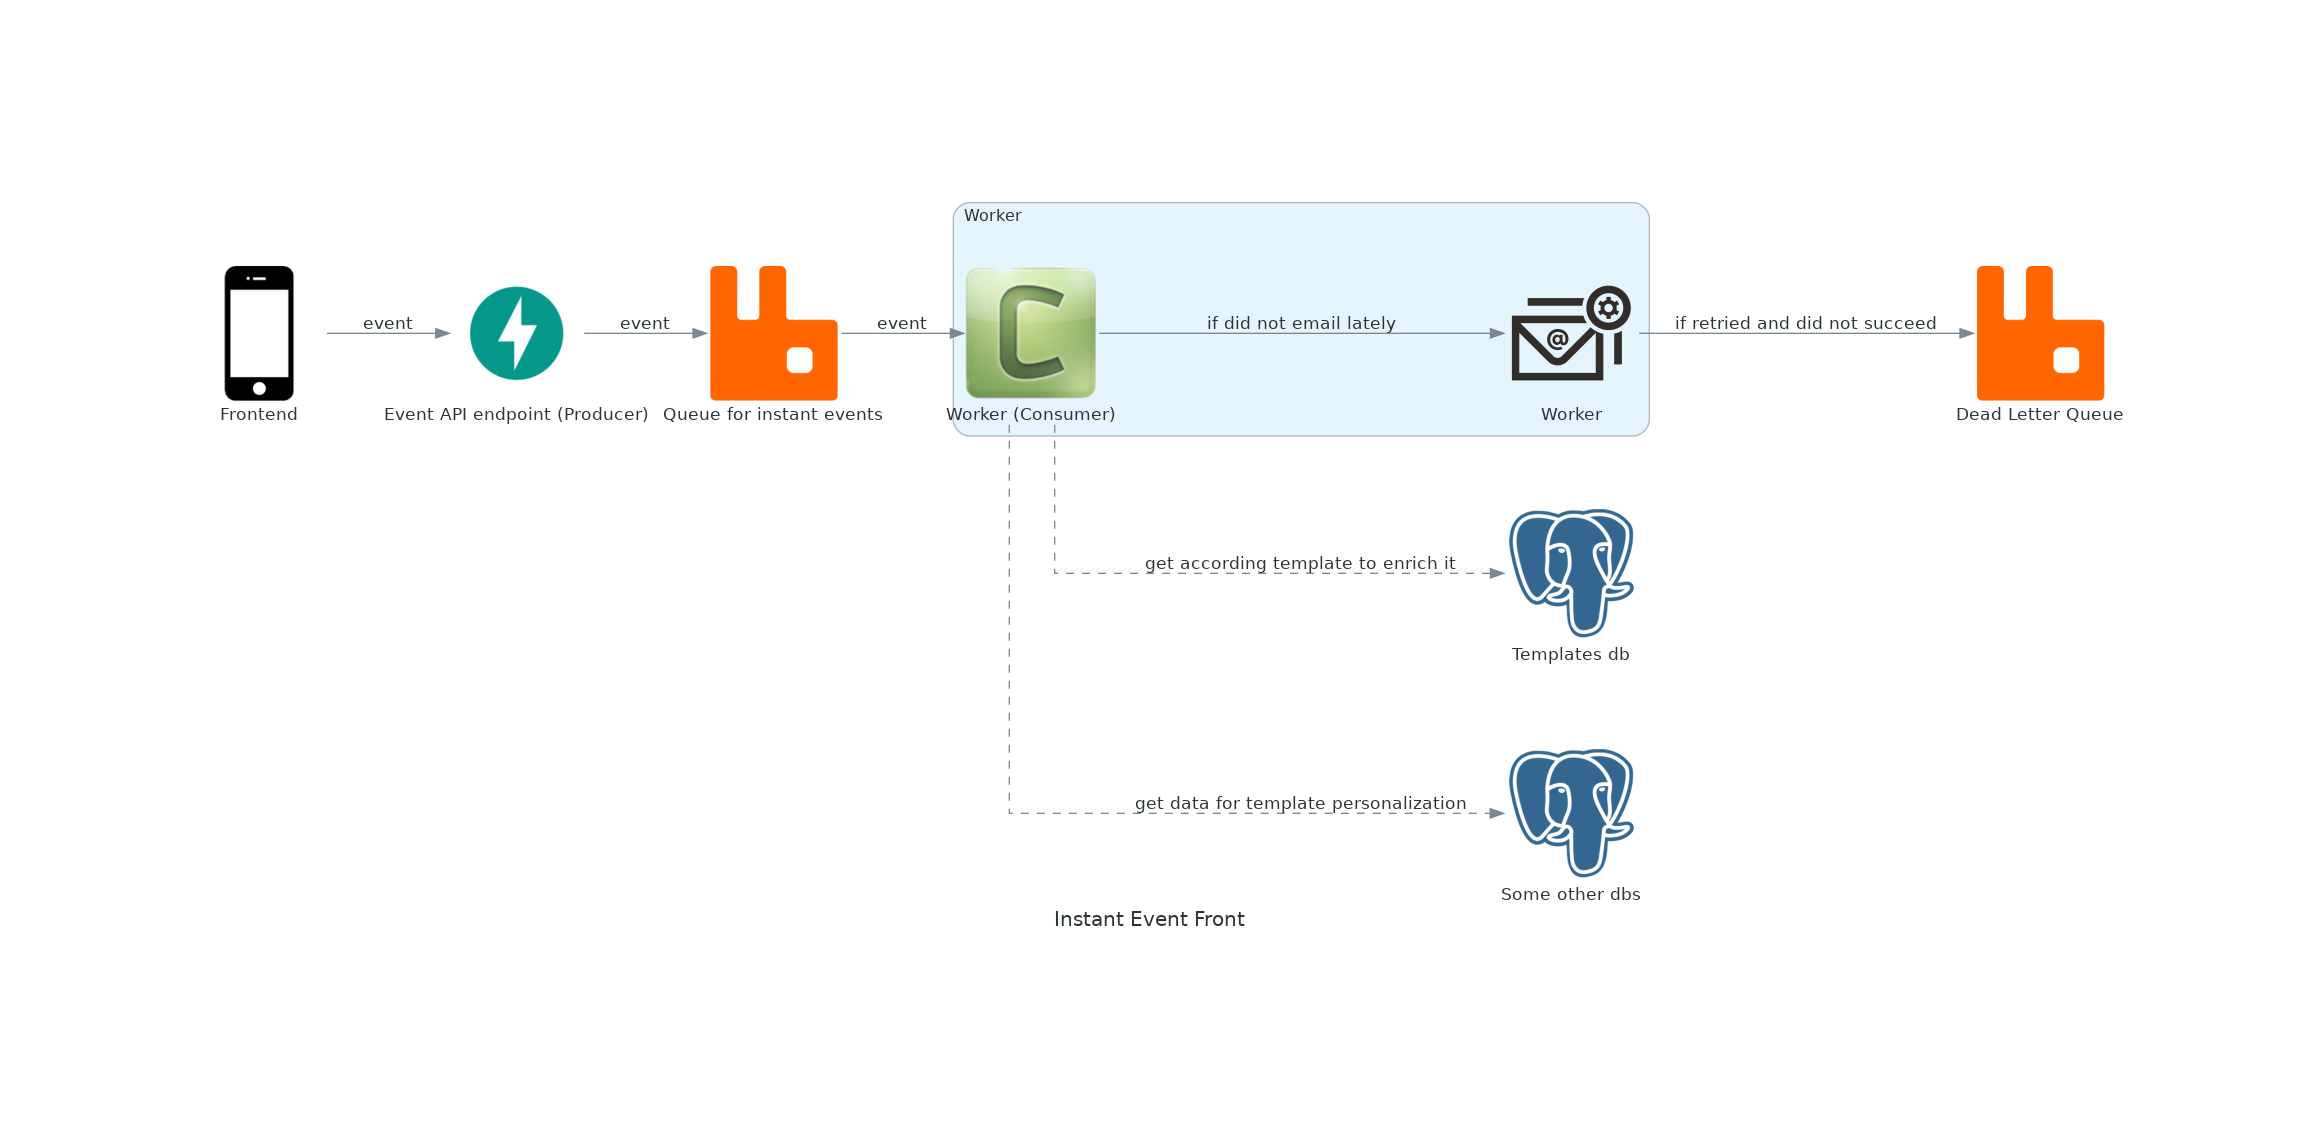 Worker
event
event
event
if did not email lately
@
if retried and did not succeed
Frontend
Event API endpoint (Producer)
Queue for instant events
Worker (Consumer)
Worker
Dead Letter Queue
get according template to enrich it
Templates db
get data for template personalization
Some other dbs
Instant Event Front